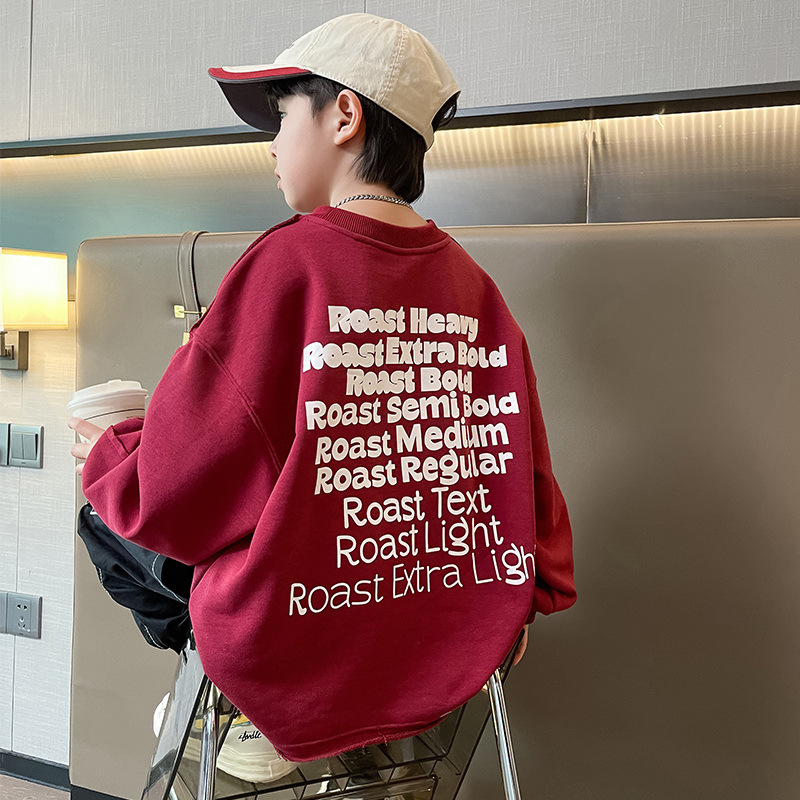 Roast Heavy
Roast Extra Bold
Roast Bold
Roast Semi Bold
Roast Medium
Roast Regular
Roast Text
Roast Light
Roast Extra Ligh